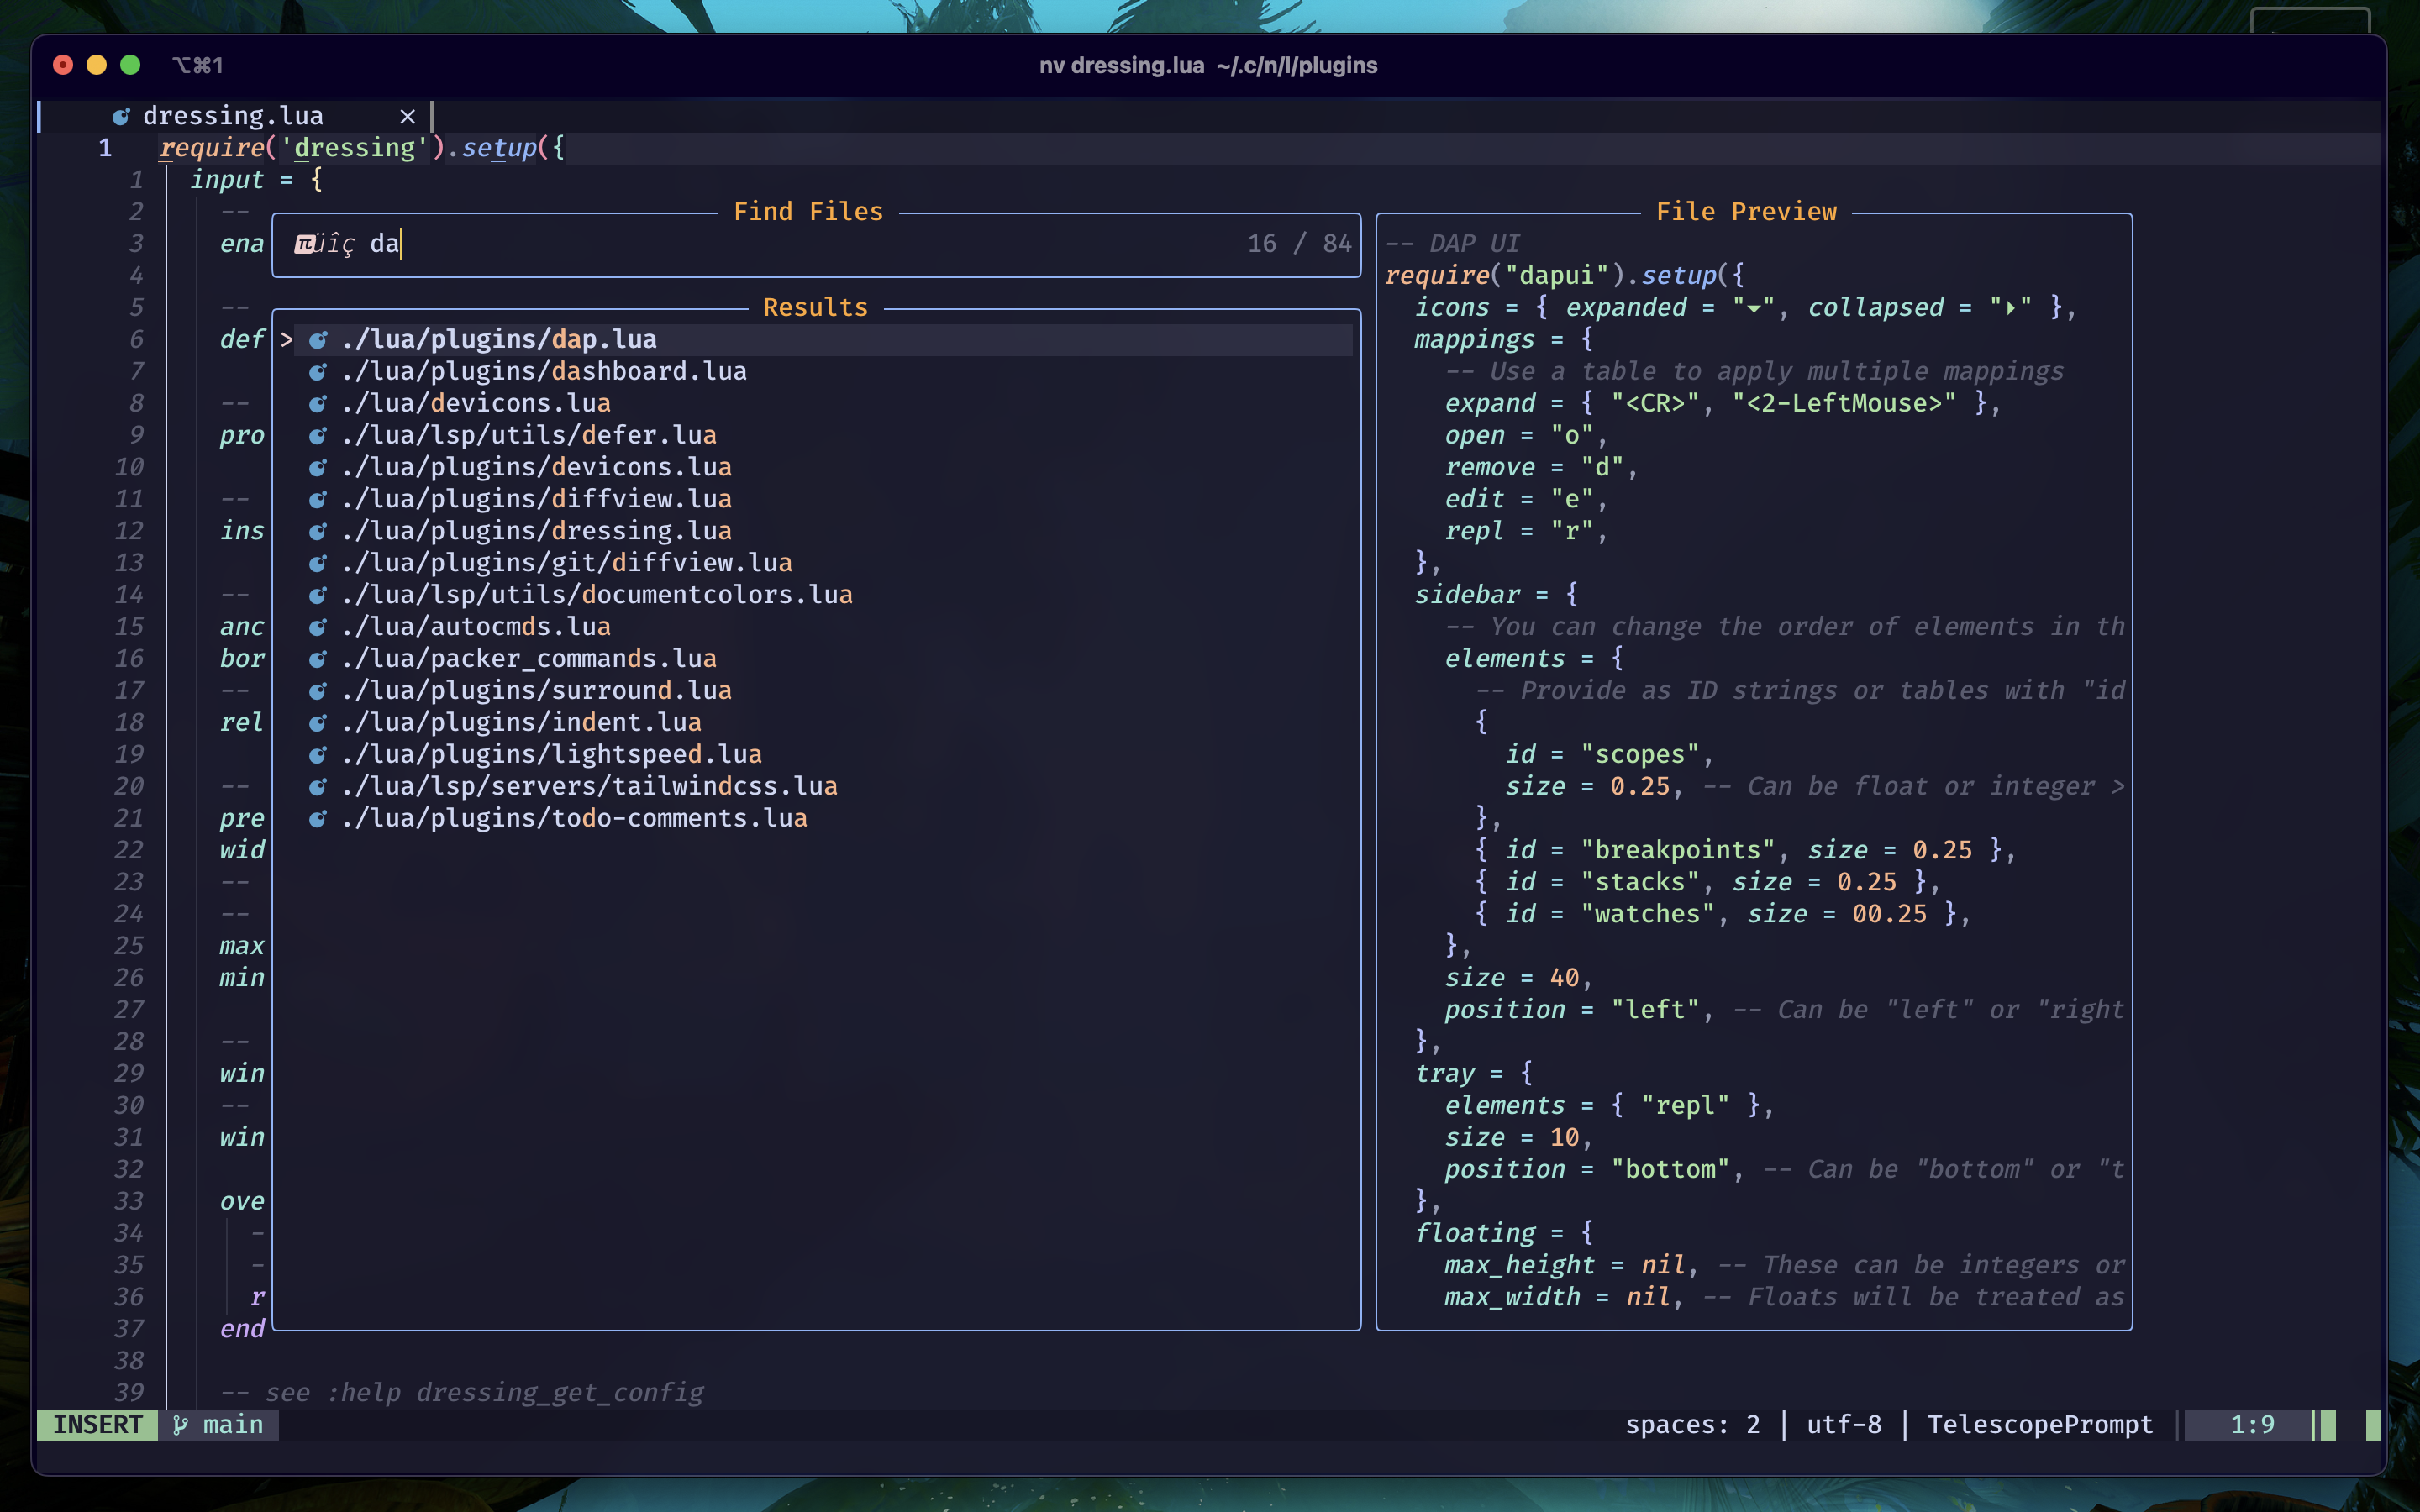 ⌥⌘1
nv dressing.lua ~/.c/n/l/plugins
dressing.lua ×
1 require('dressing').setup({
1 input = {
2 --
3 ena
4
5 --
6 def
7
8 --
9 pro
10
11 --
12 ins
13
14 --
15 anc
16 bor
17 --
18 rel
19
20 --
21 pre
22 wid
23 --
24 --
25 max
26 min
27
28 --
29 win
30 --
31 win
32
33 ove
34 -
35 -
36 r
37 end
38
39 -- see :help dressing_get_config
Find Files
πüîç da 16 / 84
Results
> ./lua/plugins/dap.lua
./lua/plugins/dashboard.lua
./lua/devicons.lua
./lua/lsp/utils/defer.lua
./lua/plugins/devicons.lua
./lua/plugins/diffview.lua
./lua/plugins/dressing.lua
./lua/plugins/git/diffview.lua
./lua/lsp/utils/documentcolors.lua
./lua/autocmds.lua
./lua/packer_commands.lua
./lua/plugins/surround.lua
./lua/plugins/indent.lua
./lua/plugins/lightspeed.lua
./lua/lsp/servers/tailwindcss.lua
./lua/plugins/todo-comments.lua
File Preview
-- DAP UI
require("dapui").setup({
icons = { expanded = "▾", collapsed = "▸" },
mappings = {
-- Use a table to apply multiple mappings
expand = { "<CR>", "<2-LeftMouse>" },
open = "o",
remove = "d",
edit = "e",
repl = "r",
},
sidebar = {
-- You can change the order of elements in th
elements = {
-- Provide as ID strings or tables with "id
{
id = "scopes",
size = 0.25, -- Can be float or integer >
},
{ id = "breakpoints", size = 0.25 },
{ id = "stacks", size = 0.25 },
{ id = "watches", size = 00.25 },
},
size = 40,
position = "left", -- Can be "left" or "right
},
tray = {
elements = { "repl" },
size = 10,
position = "bottom", -- Can be "bottom" or "t
},
floating = {
max_height = nil, -- These can be integers or
max_width = nil, -- Floats will be treated as
INSERT main spaces: 2 | utf-8 | TelescopePrompt 1:9